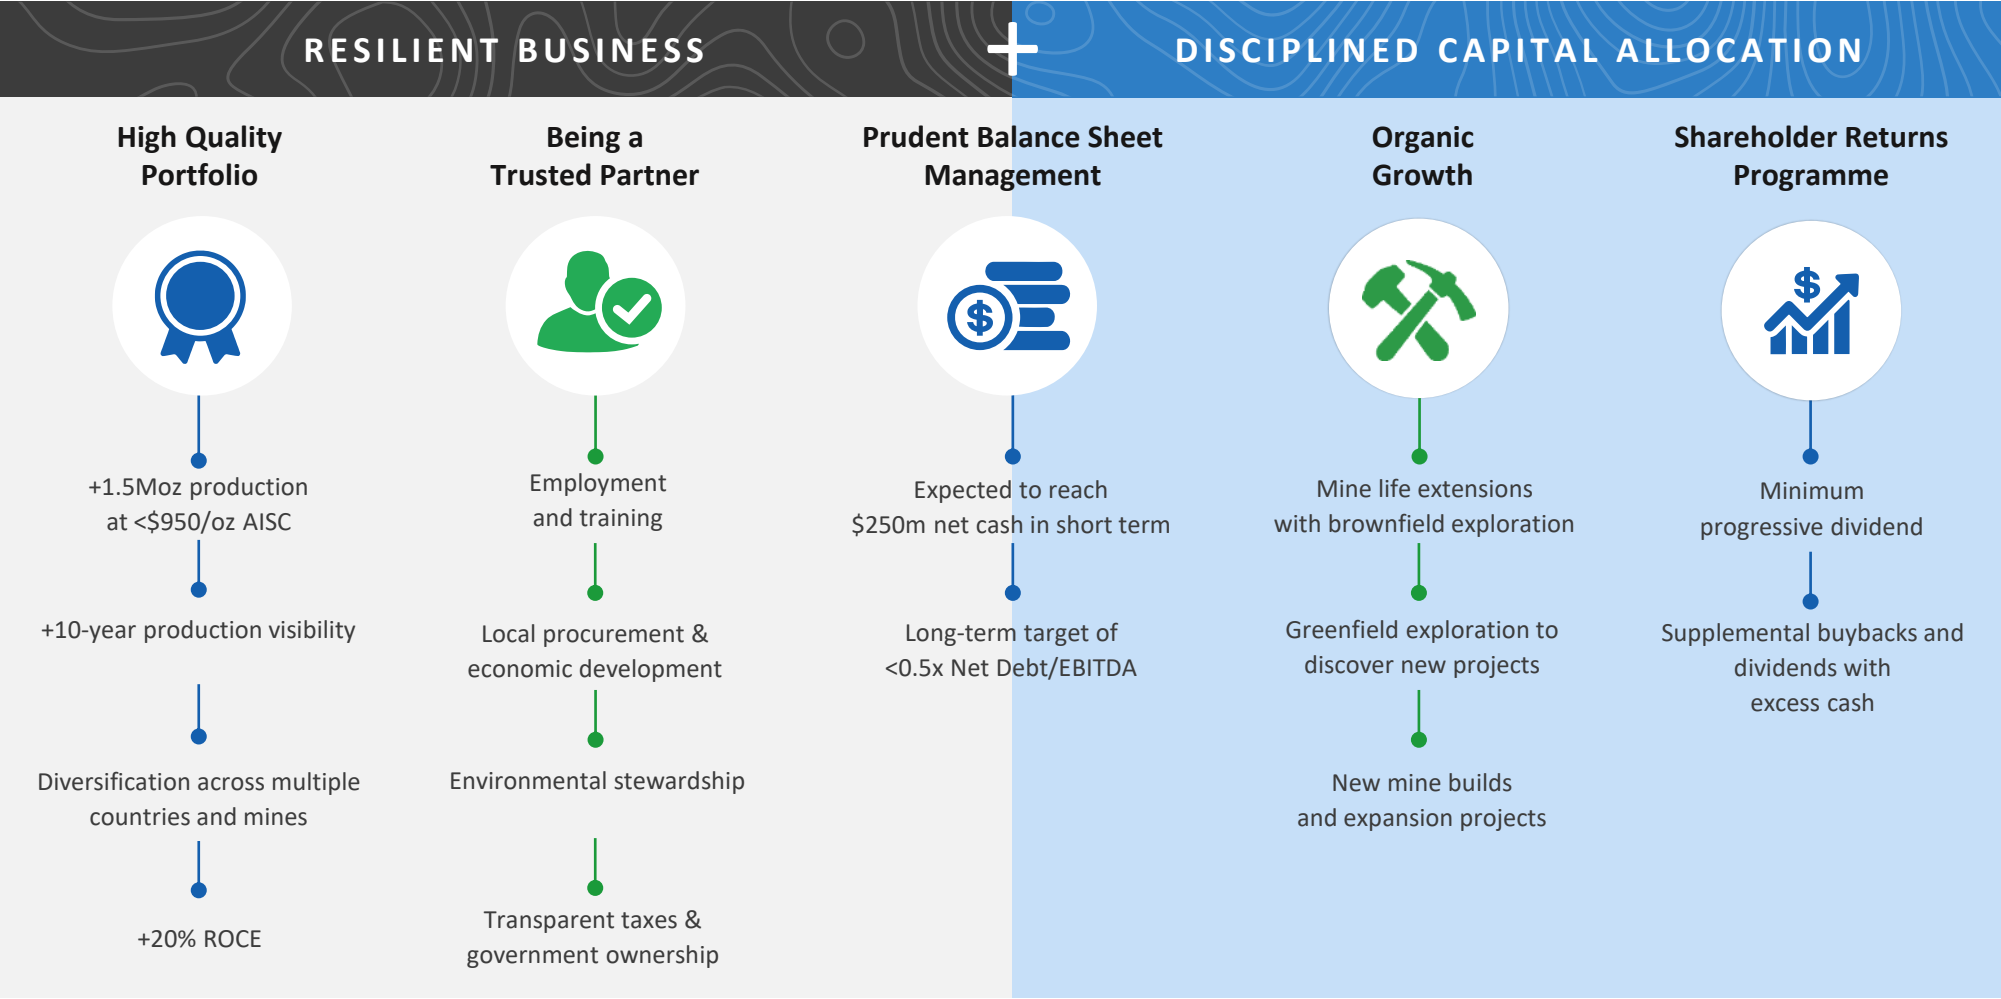 RESILIENT BUSINESS
+
DISCIPLINED CAPITAL ALLOCATION
High Quality
Portfolio
+1.5Moz production
at <$950/oz AISC
+10-year production visibility
Diversification across multiple
countries and mines
+20% ROCE
Being a
Trusted Partner
Employment
and training
Local procurement &
economic development
Environmental stewardship
Transparent taxes &
government ownership
Prudent Balance Sheet
Management
$
Expected to reach
$250m net cash in short term
Long-term target of
<0.5x Net Debt/EBITDA
Organic
Growth
Mine life extensions
with brownfield exploration
Greenfield exploration to
discover new projects
New mine builds
and expansion projects
Shareholder Returns
Programme
$
Minimum
progressive dividend
Supplemental buybacks and
dividends with
excess cash